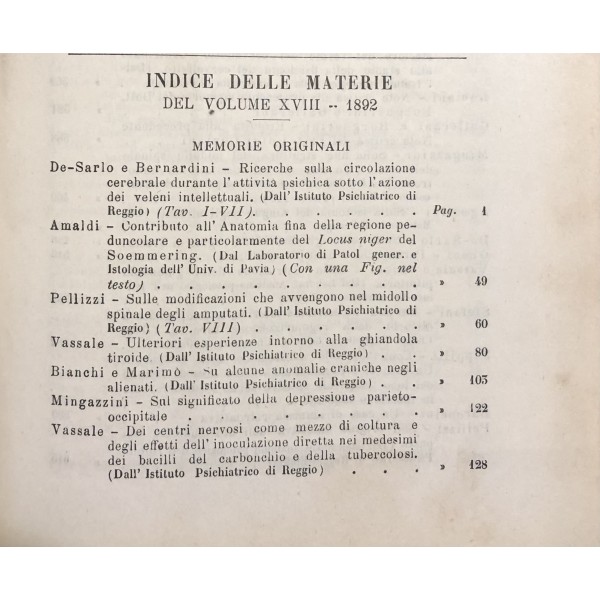 INDICE DELLE MATERIE
DEL VOLUME XVIII -- 1892
MEMORIE ORIGINALI
De-Sarlo e Bernardini - Ricerche sulla circolazione
cerebrale durante l'attività psichica sotto l'azione
dei veleni intellettuali. (Dall'Istituto Psichiatrico di
Reggio) (Tav. I-VII). . . . . . Pag. 1
Amaldi - Contributo all'Anatomia fina della regione pe-
duncolare e particolarmente del Locus niger del
Soemmering. (Dal Laboratorio di Patol gener. e
Istologia dell'Univ. di Pavia) (Con una Fig. nel
testo) . . . . . . . . » 49
Pellizzi - Sulle modificazioni che avvengono nel midollo
spinale degli amputati. (Dall'Istituto Psichiatrico di
Reggio) (Tav. VIII) . . . . . . » 60
Vassale - Ulteriori esperienze intorno alla ghiandola
tiroide. (Dall'Istituto Psichiatrico di Reggio) . . » 80
Bianchi e Marimò - Su alcune anomalie craniche negli
alienati. (Dall'Istituto Psichiatrico di Reggio) . . » 103
Mingazzini - Sul significato della depressione parieto-
occipitale . . . . . . . » 122
Vassale - Dei centri nervosi come mezzo di coltura e
degli effetti dell'inoculazione diretta nei medesimi
dei bacilli del carbonchio e della tubercolosi.
(Dall'Istituto Psichiatrico di Reggio) . . . » 128